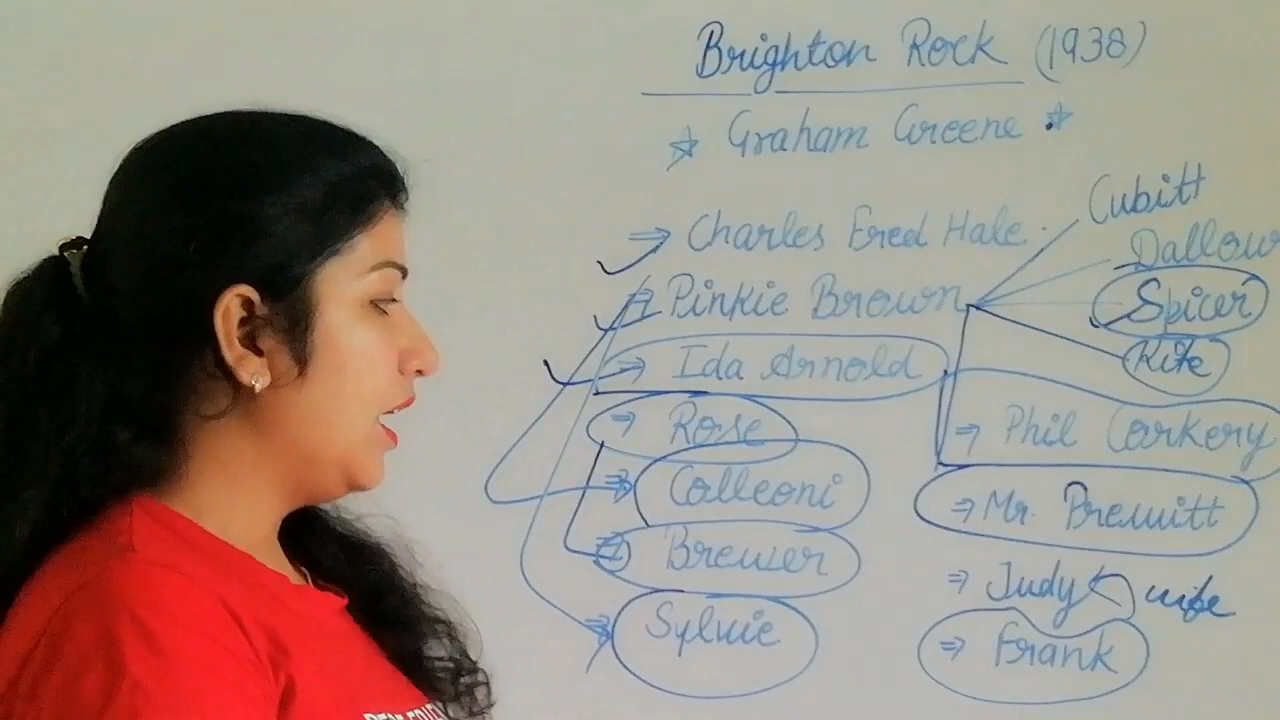 Brighton Rock (1938)
Graham Greene
Charles Fred Hale
Pinkie Brown
Cubitt
Dallow
Spicer
Kite
Ida Arnold
Rose
Colleoni
Brewer
Sylvie
Phil Corkery
Mr. Prewitt
Judy wife
Frank